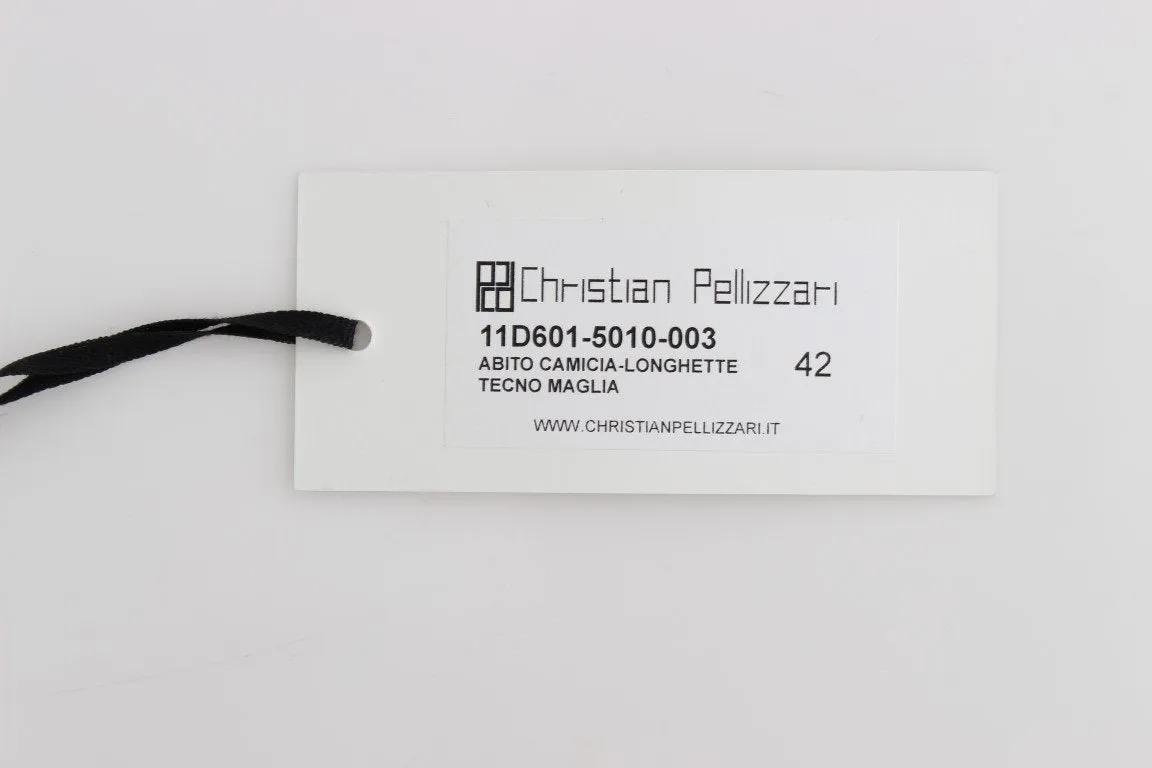 Christian Pellizzari
11D601-5010-003
ABITO CAMICIA-LONGHETTE
TECNO MAGLIA
42
WWW.CHRISTIANPELLIZZARI.IT